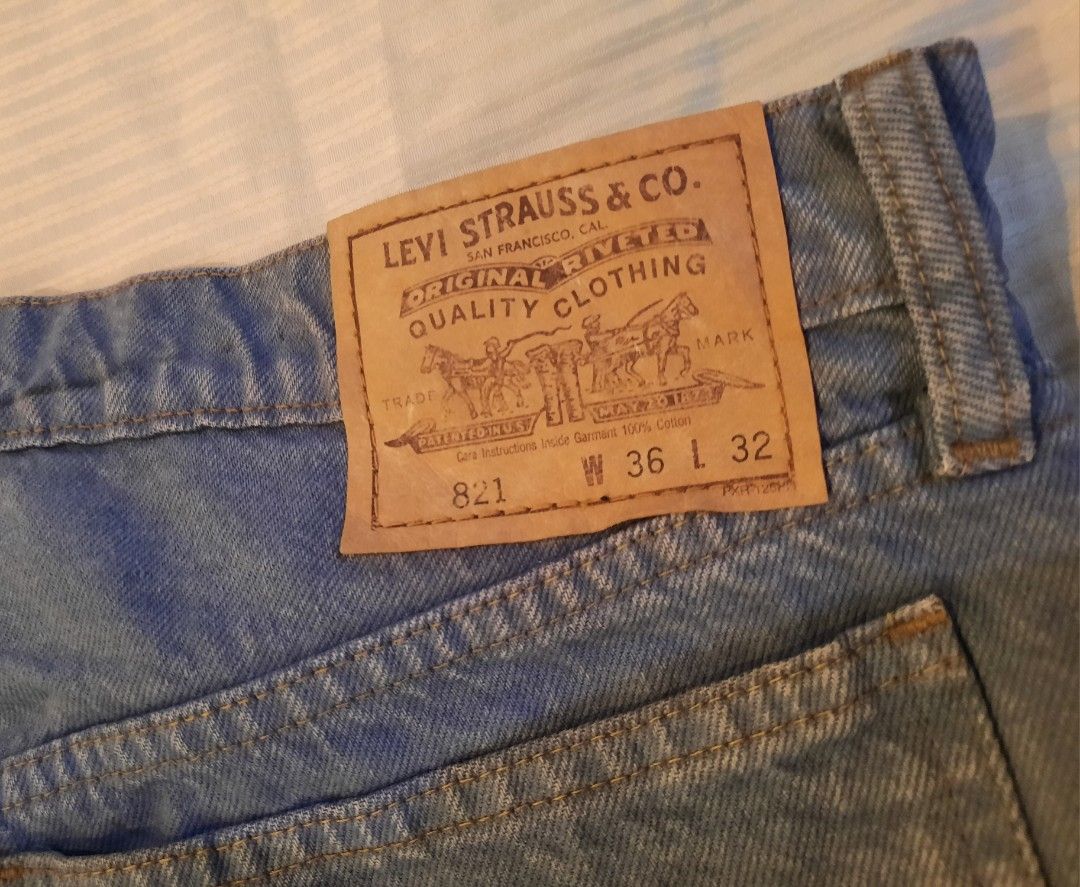 LEVI STRAUSS & CO.
SAN FRANCISCO, CAL.
ORIGINAL RIVETED
QUALITY CLOTHING
TRADE MARK
PATENTED IN U.S. MAY 20 1873
Care Instructions Inside Garment 100% Cotton
821 W 36 L 32